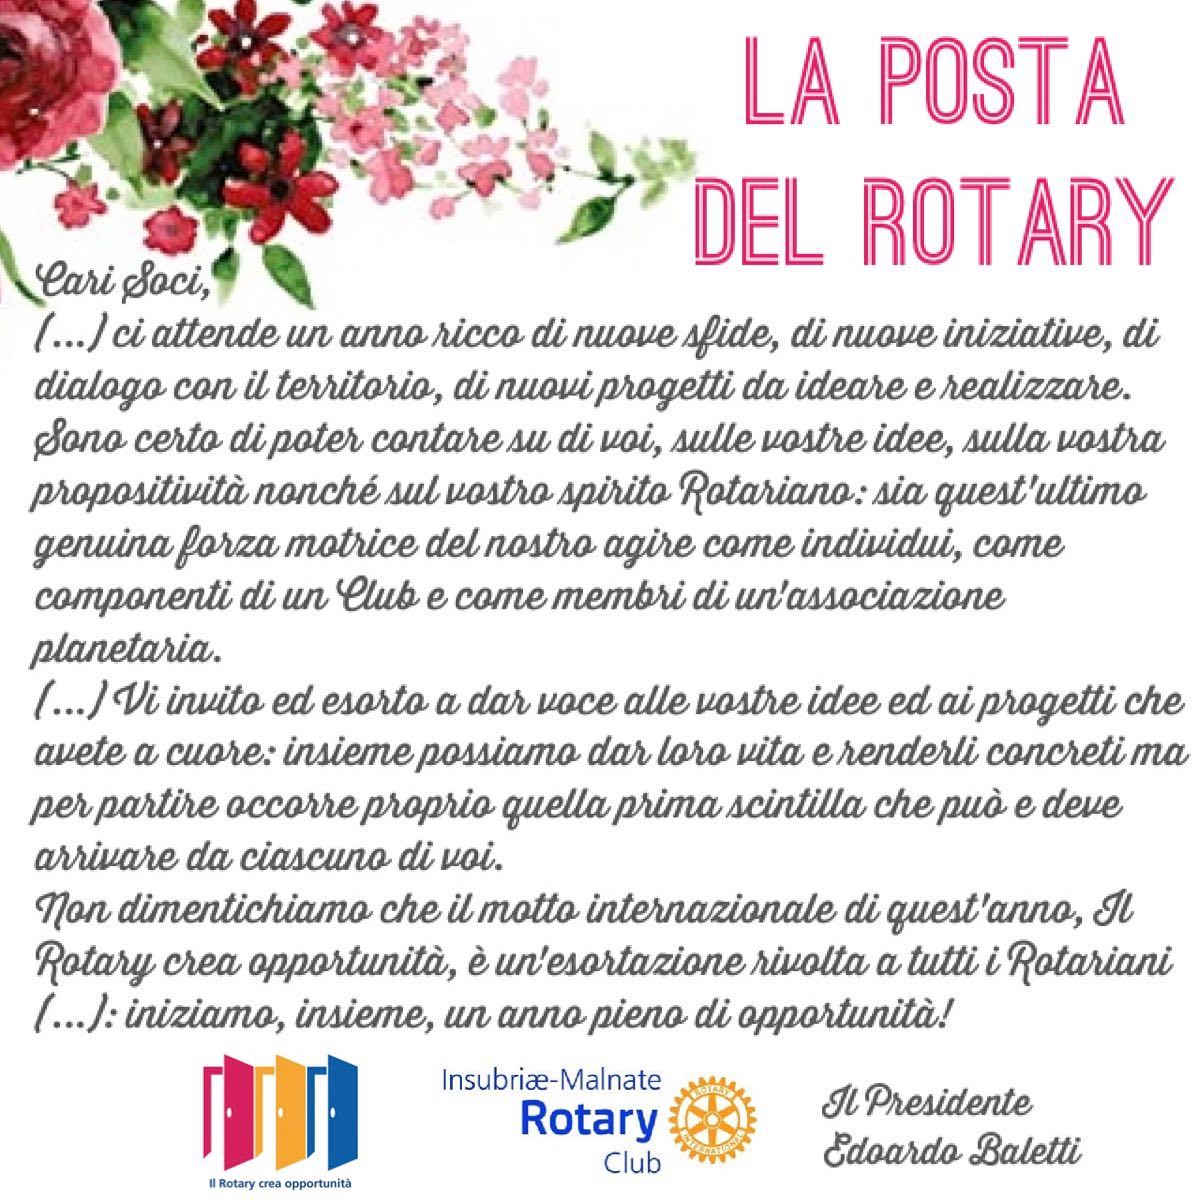 LA POSTA
DEL ROTARY
Cari Soci,
(...) ci attende un anno ricco di nuove sfide, di nuove iniziative, di
dialogo con il territorio, di nuovi progetti da ideare e realizzare.
Sono certo di poter contare su di voi, sulle vostre idee, sulla vostra
propositività nonché sul vostro spirito Rotariano: sia quest'ultimo
genuina forza motrice del nostro agire come individui, come
componenti di un Club e come membri di un'associazione
planetaria.
(...) Vi invito ed esorto a dar voce alle vostre idee ed ai progetti che
avete a cuore: insieme possiamo dar loro vita e renderli concreti ma
per partire occorre proprio quella prima scintilla che può e deve
arrivare da ciascuno di voi.
Non dimentichiamo che il motto internazionale di quest'anno, Il
Rotary crea opportunità, è un'esortazione rivolta a tutti i Rotariani
(...): iniziamo, insieme, un anno pieno di opportunità!
Il Rotary crea opportunità
Insubriæ-Malnate
Rotary
Club
ROTARY
INTERNATIONAL
Il Presidente
Edoardo Baletti